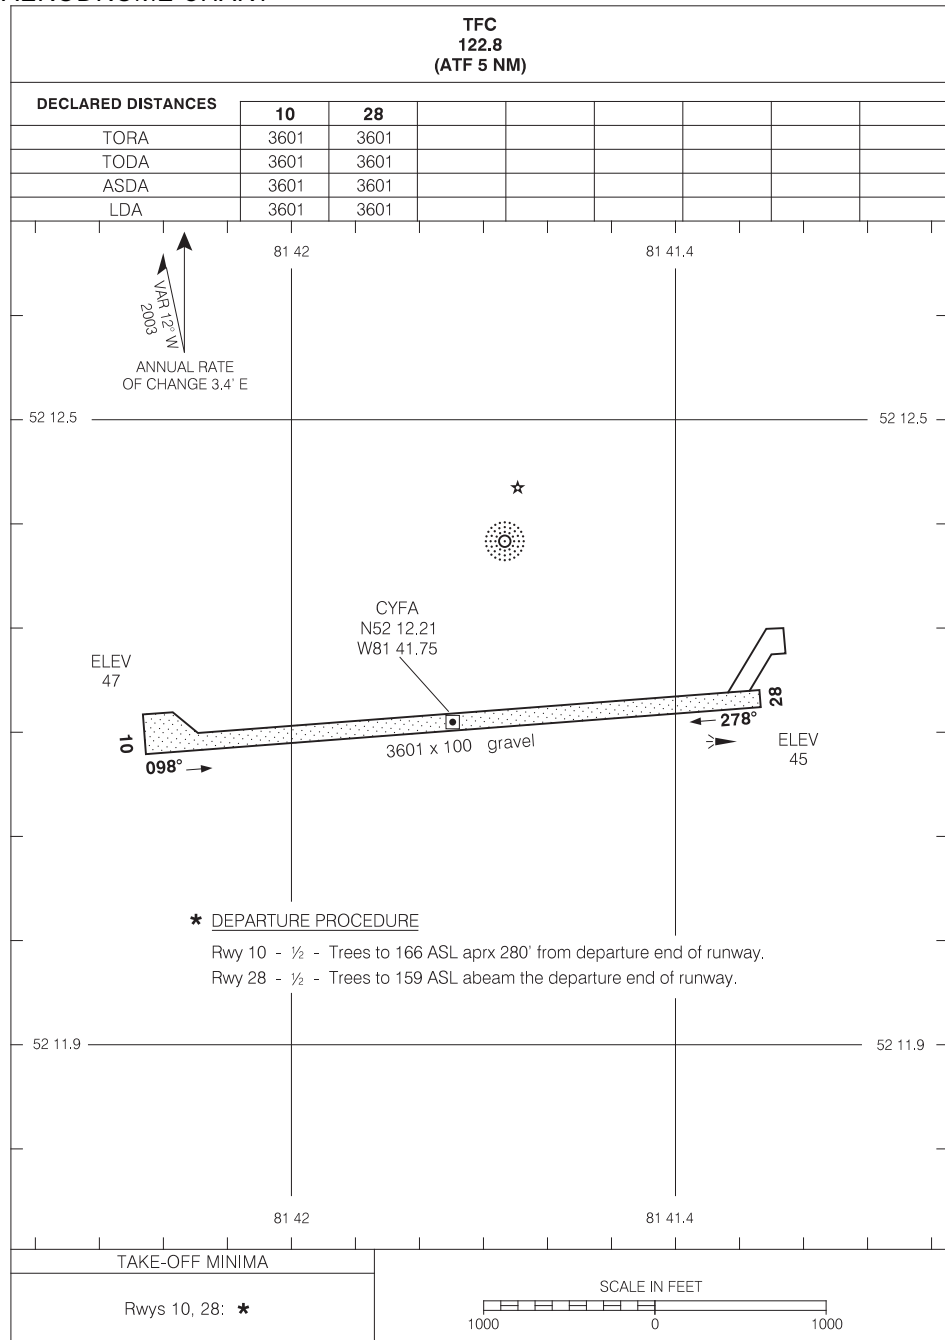 TFC
122.8
(ATF 5 NM)
DECLARED DISTANCES 10 28
TORA 3601 3601
TODA 3601 3601
ASDA 3601 3601
LDA 3601 3601
81 42 81 41.4
VAR 12° W
2003
ANNUAL RATE
OF CHANGE 3.4' E
52 12.5 52 12.5
CYFA
N52 12.21
W81 41.75
ELEV
47
10
098°
3601 x 100 gravel
28
278°
ELEV
45
* DEPARTURE PROCEDURE
Rwy 10 - ½ - Trees to 166 ASL aprx 280' from departure end of runway.
Rwy 28 - ½ - Trees to 159 ASL abeam the departure end of runway.
52 11.9 52 11.9
81 42 81 41.4
TAKE-OFF MINIMA
Rwys 10, 28: *
SCALE IN FEET
1000 0 1000